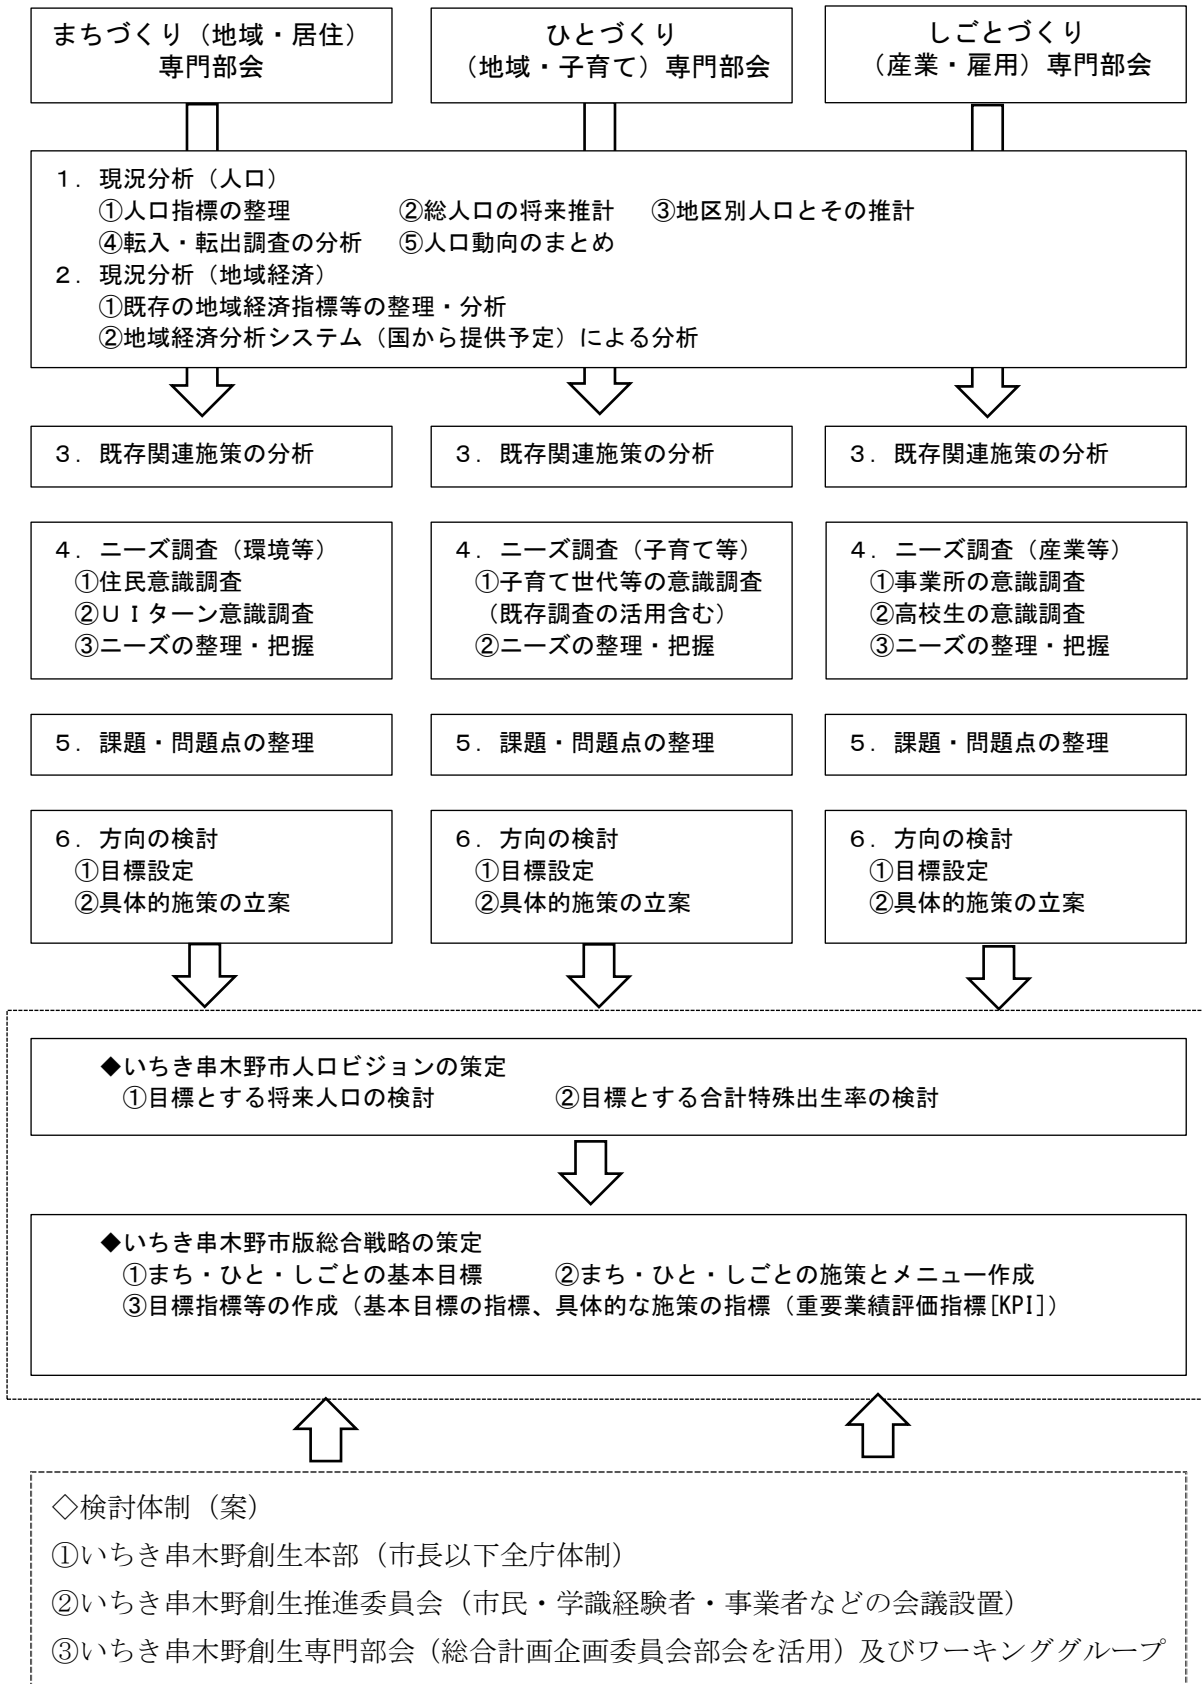 まちづくり（地域・居住）
専門部会
ひとづくり
（地域・子育て）専門部会
しごとづくり
（産業・雇用）専門部会
１．現況分析（人口）
①人口指標の整理　②総人口の将来推計　③地区別人口とその推計
④転入・転出調査の分析　⑤人口動向のまとめ
２．現況分析（地域経済）
①既存の地域経済指標等の整理・分析
②地域経済分析システム（国から提供予定）による分析
３．既存関連施策の分析
３．既存関連施策の分析
３．既存関連施策の分析
４．ニーズ調査（環境等）
①住民意識調査
②ＵＩターン意識調査
③ニーズの整理・把握
４．ニーズ調査（子育て等）
①子育て世代等の意識調査
（既存調査の活用含む）
②ニーズの整理・把握
４．ニーズ調査（産業等）
①事業所の意識調査
②高校生の意識調査
③ニーズの整理・把握
５．課題・問題点の整理
５．課題・問題点の整理
５．課題・問題点の整理
６．方向の検討
①目標設定
②具体的施策の立案
６．方向の検討
①目標設定
②具体的施策の立案
６．方向の検討
①目標設定
②具体的施策の立案
◆いちき串木野市人口ビジョンの策定
①目標とする将来人口の検討　②目標とする合計特殊出生率の検討
◆いちき串木野市版総合戦略の策定
①まち・ひと・しごとの基本目標　②まち・ひと・しごとの施策とメニュー作成
③目標指標等の作成（基本目標の指標、具体的な施策の指標（重要業績評価指標[KPI]）
◇検討体制（案）
①いちき串木野創生本部（市長以下全庁体制）
②いちき串木野創生推進委員会（市民・学識経験者・事業者などの会議設置）
③いちき串木野創生専門部会（総合計画企画委員会部会を活用）及びワーキンググループ